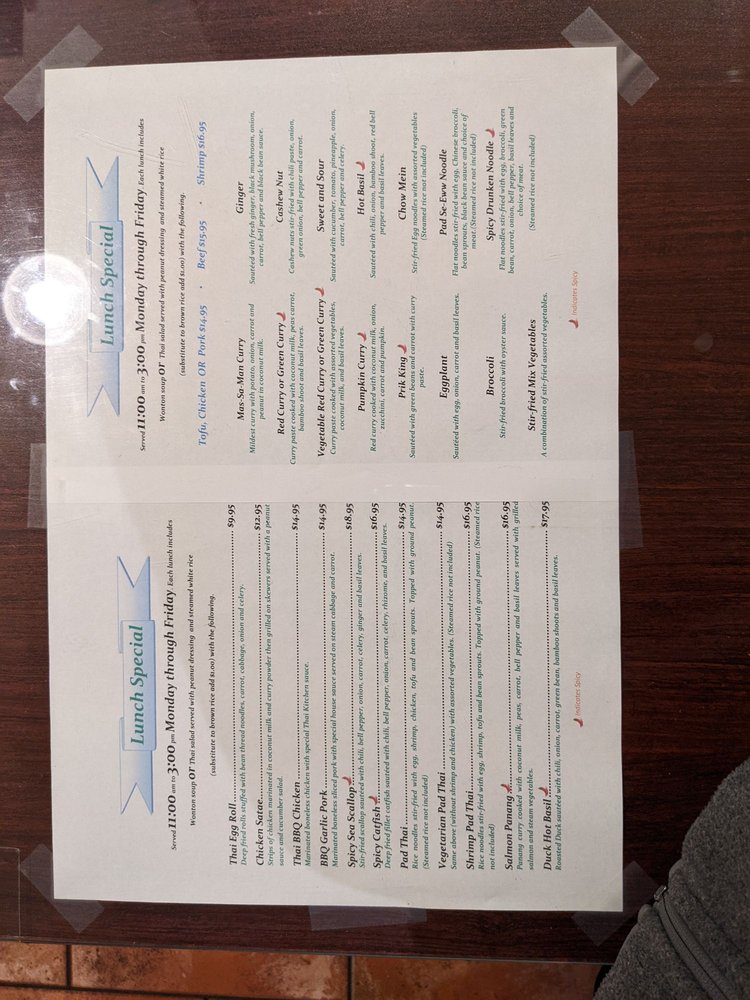 Lunch Special
Served 11:00 am to 3:00 pm Monday through Friday. Each lunch includes
Wonton soup or Thai salad served with peanut dressing and steamed white rice
(substitute to brown rice add $1.00) with the following.
Thai Egg Roll $9.95
Deep fried rolls stuffed with bean thread noodles, carrot, cabbage, onion and celery.
Chicken Satae $12.95
Strips of chicken marinated in coconut milk and curry powder then grilled on skewers served with a peanut
sauce and cucumber salad.
Thai BBQ Chicken $14.95
Marinated boneless chicken with special Thai Kitchen sauce.
BBQ Garlic Pork $14.95
Marinated boneless sliced pork with special house sauce served on steam cabbage and carrot.
Spicy Sea Scallop $18.95
Stir-fried scallop sautéed with chili, bell pepper, onion, carrot, celery, ginger and basil leaves.
Spicy Catfish $16.95
Deep fried fillet catfish sautéed with chili, bell pepper, onion, carrot, celery, rhizome, and basil leaves.
Pad Thai $14.95
Rice noodles stir-fried with egg, shrimp, chicken, tofu and bean sprouts. Topped with ground peanut.
(Steamed rice not included)
Vegetarian Pad Thai $14.95
Same above (without shrimp and chicken) with assorted vegetables. (Steamed rice not included)
Shrimp Pad Thai $16.95
Rice noodles stir-fried with egg, shrimp, tofu and bean sprouts. Topped with ground peanut. (Steamed rice
not included)
Salmon Panang $16.95
Panang curry cooked with coconut milk, peas, carrot, bell pepper and basil leaves served with grilled
salmon and steam vegetables.
Duck Hot Basil $17.95
Roasted Duck sautéed with chili, onion, carrot, green bean, bamboo shoots and basil leaves.
Indicates Spicy
Lunch Special
Served 11:00 am to 3:00 pm Monday through Friday. Each lunch includes
Wonton soup or Thai salad served with peanut dressing and steamed white rice
(substitute to brown rice add $1.00) with the following.
Tofu, Chicken OR Pork $14.95 • Beef $15.95 • Shrimp $16.95
Mas-Sa-Man Curry
Mildest curry with potato, onion, carrot and
peanut in coconut milk.
Red Curry or Green Curry
Curry paste cooked with coconut milk, peas carrot,
bamboo shoot and basil leaves.
Vegetable Red Curry or Green Curry
Curry paste cooked with assorted vegetables,
coconut milk, and basil leaves.
Pumpkin Curry
Red curry cooked with coconut milk, onion,
zucchini, carrot and pumpkin.
Prik King
Sautéed with green beans and carrot with curry
paste.
Eggplant
Sautéed with egg, onion, carrot and basil leaves.
Broccoli
Stir-fried broccoli with oyster sauce.
Stir-fried Mix Vegetables
A combination of stir-fried assorted vegetables.
Ginger
Sautéed with fresh ginger, black mushroom, onion,
carrot, bell pepper and black bean sauce.
Cashew Nut
Cashew nuts stir-fried with chili paste, onion,
green onion, bell pepper and carrot.
Sweet and Sour
Sautéed with cucumber, tomato, pineapple, onion,
carrot, bell pepper and celery.
Hot Basil
Sautéed with chili, onion, bamboo shoot, red bell
pepper and basil leaves.
Chow Mein
Stir-fried Egg noodles with assorted vegetables
(Steamed rice not included)
Pad Se-Eww Noodle
Flat noodles stir-fried with egg, Chinese broccoli,
bean sprouts, black bean sauce and choice of
meat.(Steamed rice not included)
Spicy Drunken Noodle
Flat noodles stir-fried with egg, broccoli, green
bean, carrot, onion, bell pepper, basil leaves and
choice of meat.
(Steamed rice not included)
Indicates Spicy